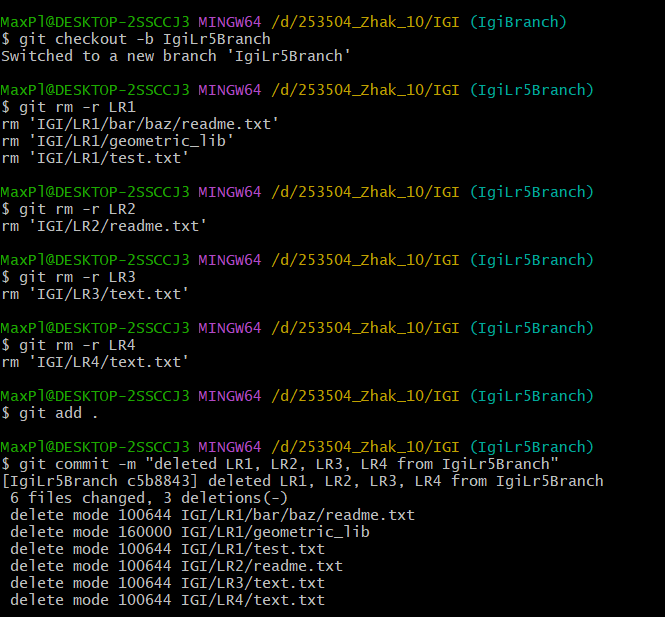 MaxPl@DESKTOP-2SSCCJ3 MINGW64 /d/253504_Zhak_10/IGI (IgiBranch)
$ git checkout -b IgiLr5Branch
Switched to a new branch 'IgiLr5Branch'
MaxPl@DESKTOP-2SSCCJ3 MINGW64 /d/253504_Zhak_10/IGI (IgiLr5Branch)
$ git rm -r LR1
rm 'IGI/LR1/bar/baz/readme.txt'
rm 'IGI/LR1/geometric_lib'
rm 'IGI/LR1/test.txt'
MaxPl@DESKTOP-2SSCCJ3 MINGW64 /d/253504_Zhak_10/IGI (IgiLr5Branch)
$ git rm -r LR2
rm 'IGI/LR2/readme.txt'
MaxPl@DESKTOP-2SSCCJ3 MINGW64 /d/253504_Zhak_10/IGI (IgiLr5Branch)
$ git rm -r LR3
rm 'IGI/LR3/text.txt'
MaxPl@DESKTOP-2SSCCJ3 MINGW64 /d/253504_Zhak_10/IGI (IgiLr5Branch)
$ git rm -r LR4
rm 'IGI/LR4/text.txt'
MaxPl@DESKTOP-2SSCCJ3 MINGW64 /d/253504_Zhak_10/IGI (IgiLr5Branch)
$ git add .
MaxPl@DESKTOP-2SSCCJ3 MINGW64 /d/253504_Zhak_10/IGI (IgiLr5Branch)
$ git commit -m "deleted LR1, LR2, LR3, LR4 from IgiLr5Branch"
[IgiLr5Branch c5b8843] deleted LR1, LR2, LR3, LR4 from IgiLr5Branch
6 files changed, 3 deletions(-)
delete mode 100644 IGI/LR1/bar/baz/readme.txt
delete mode 160000 IGI/LR1/geometric_lib
delete mode 100644 IGI/LR1/test.txt
delete mode 100644 IGI/LR2/readme.txt
delete mode 100644 IGI/LR3/text.txt
delete mode 100644 IGI/LR4/text.txt